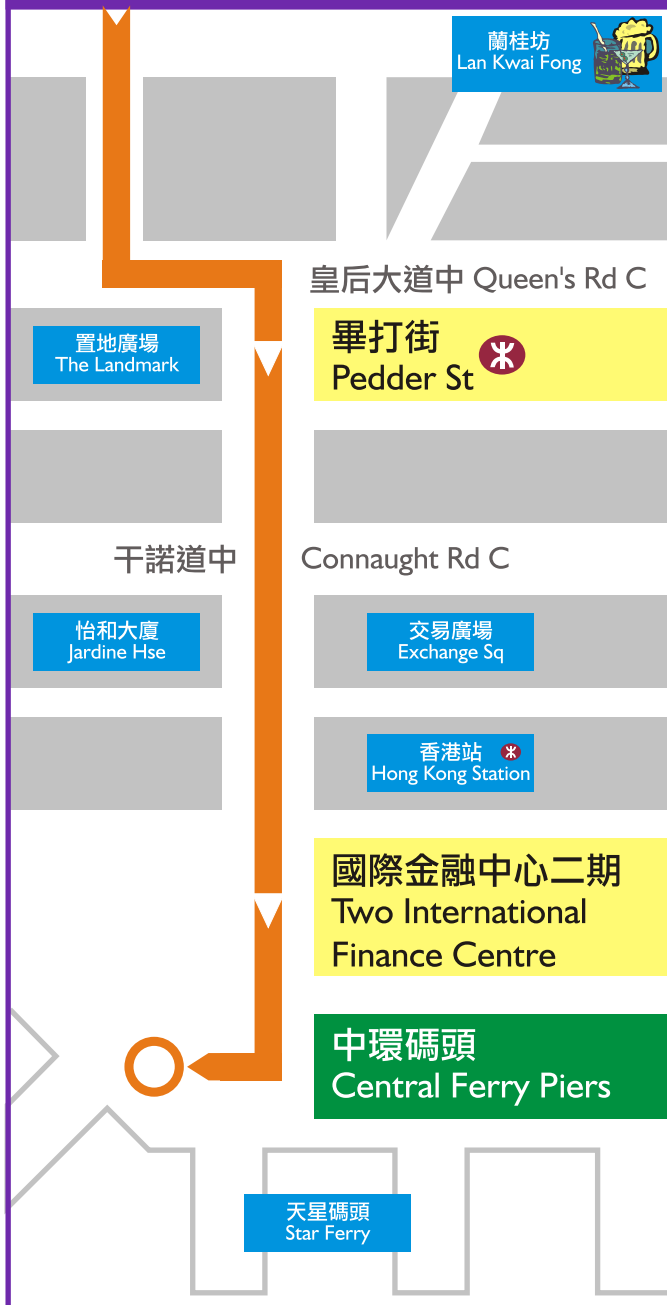 蘭桂坊
Lan Kwai Fong
皇后大道中 Queen's Rd C
置地廣場
The Landmark
畢打街
Pedder St
干諾道中 Connaught Rd C
怡和大廈
Jardine Hse
交易廣場
Exchange Sq
香港站
Hong Kong Station
國際金融中心二期
Two International
Finance Centre
中環碼頭
Central Ferry Piers
天星碼頭
Star Ferry